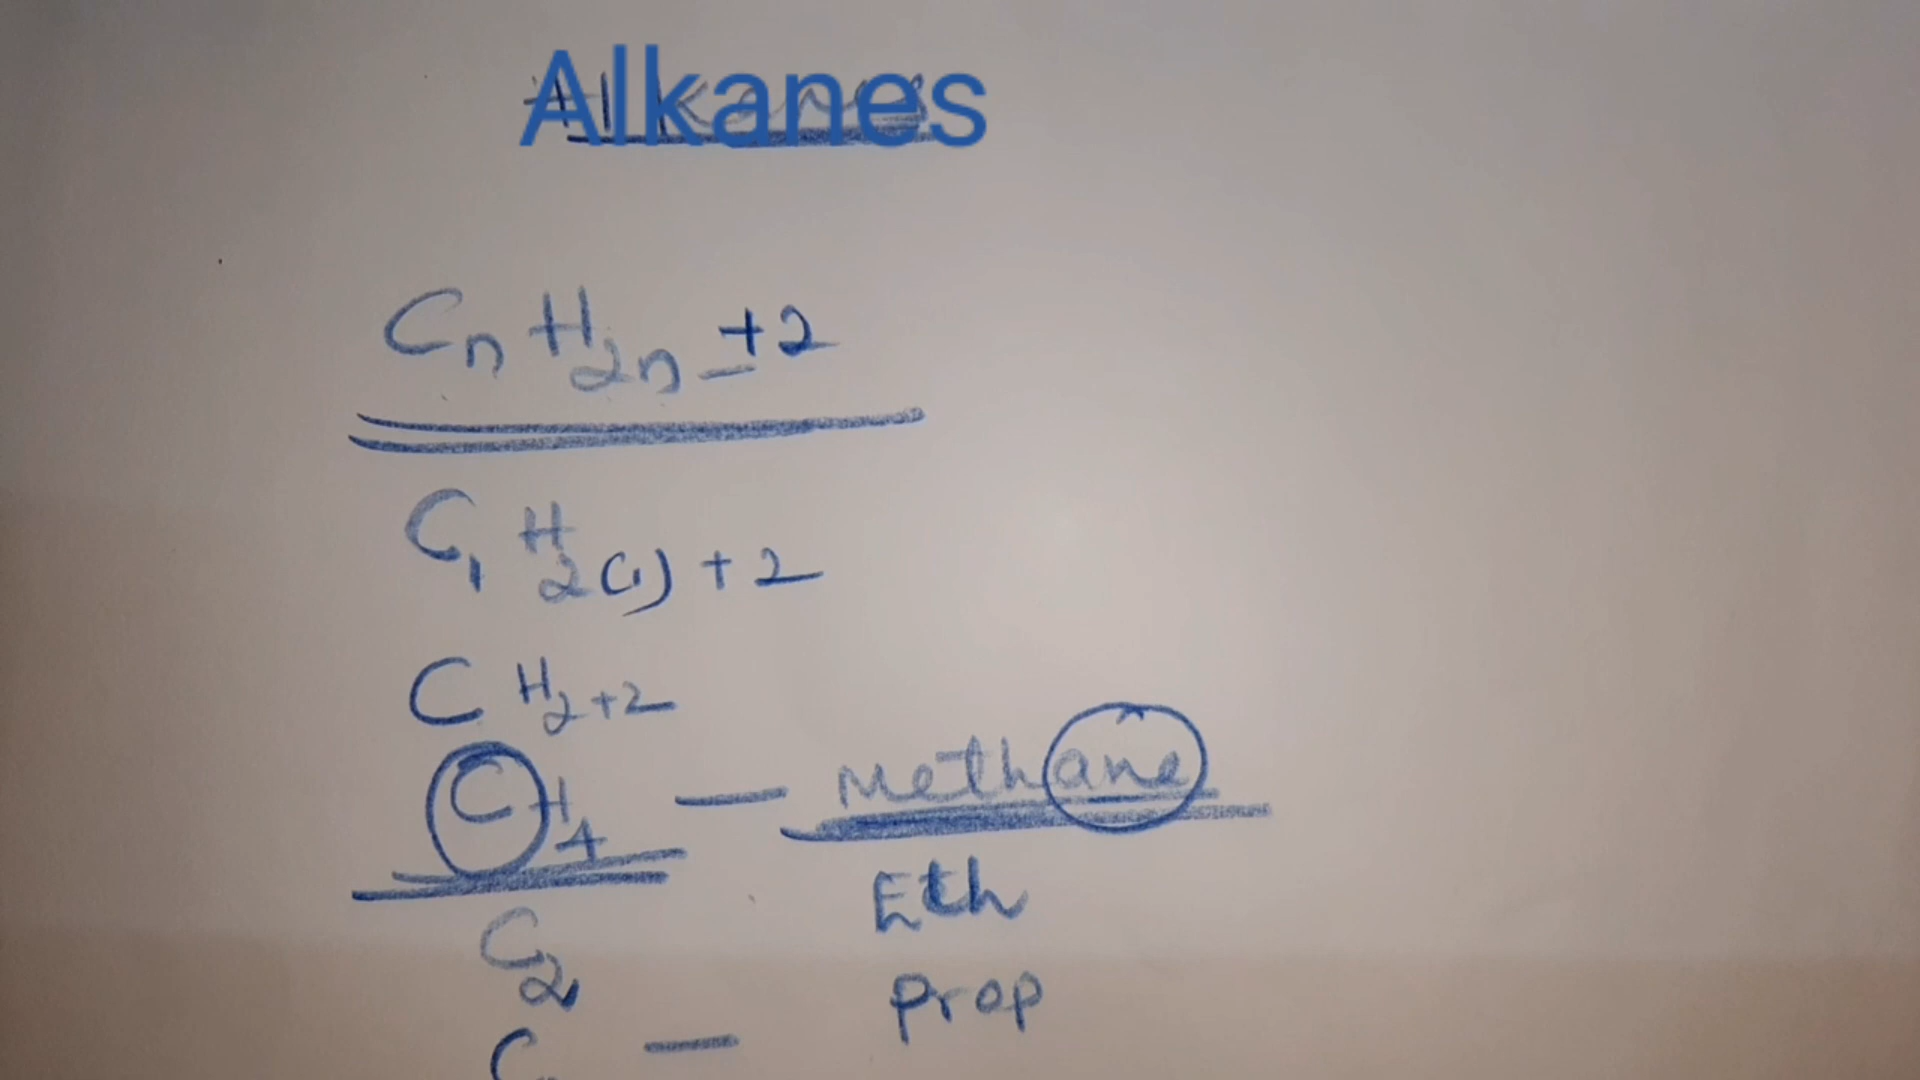 Alkanes
CnH2n+2
C1H2(1)+2
CH2+2
CH4 — Methane
C2 Eth
C — Prop